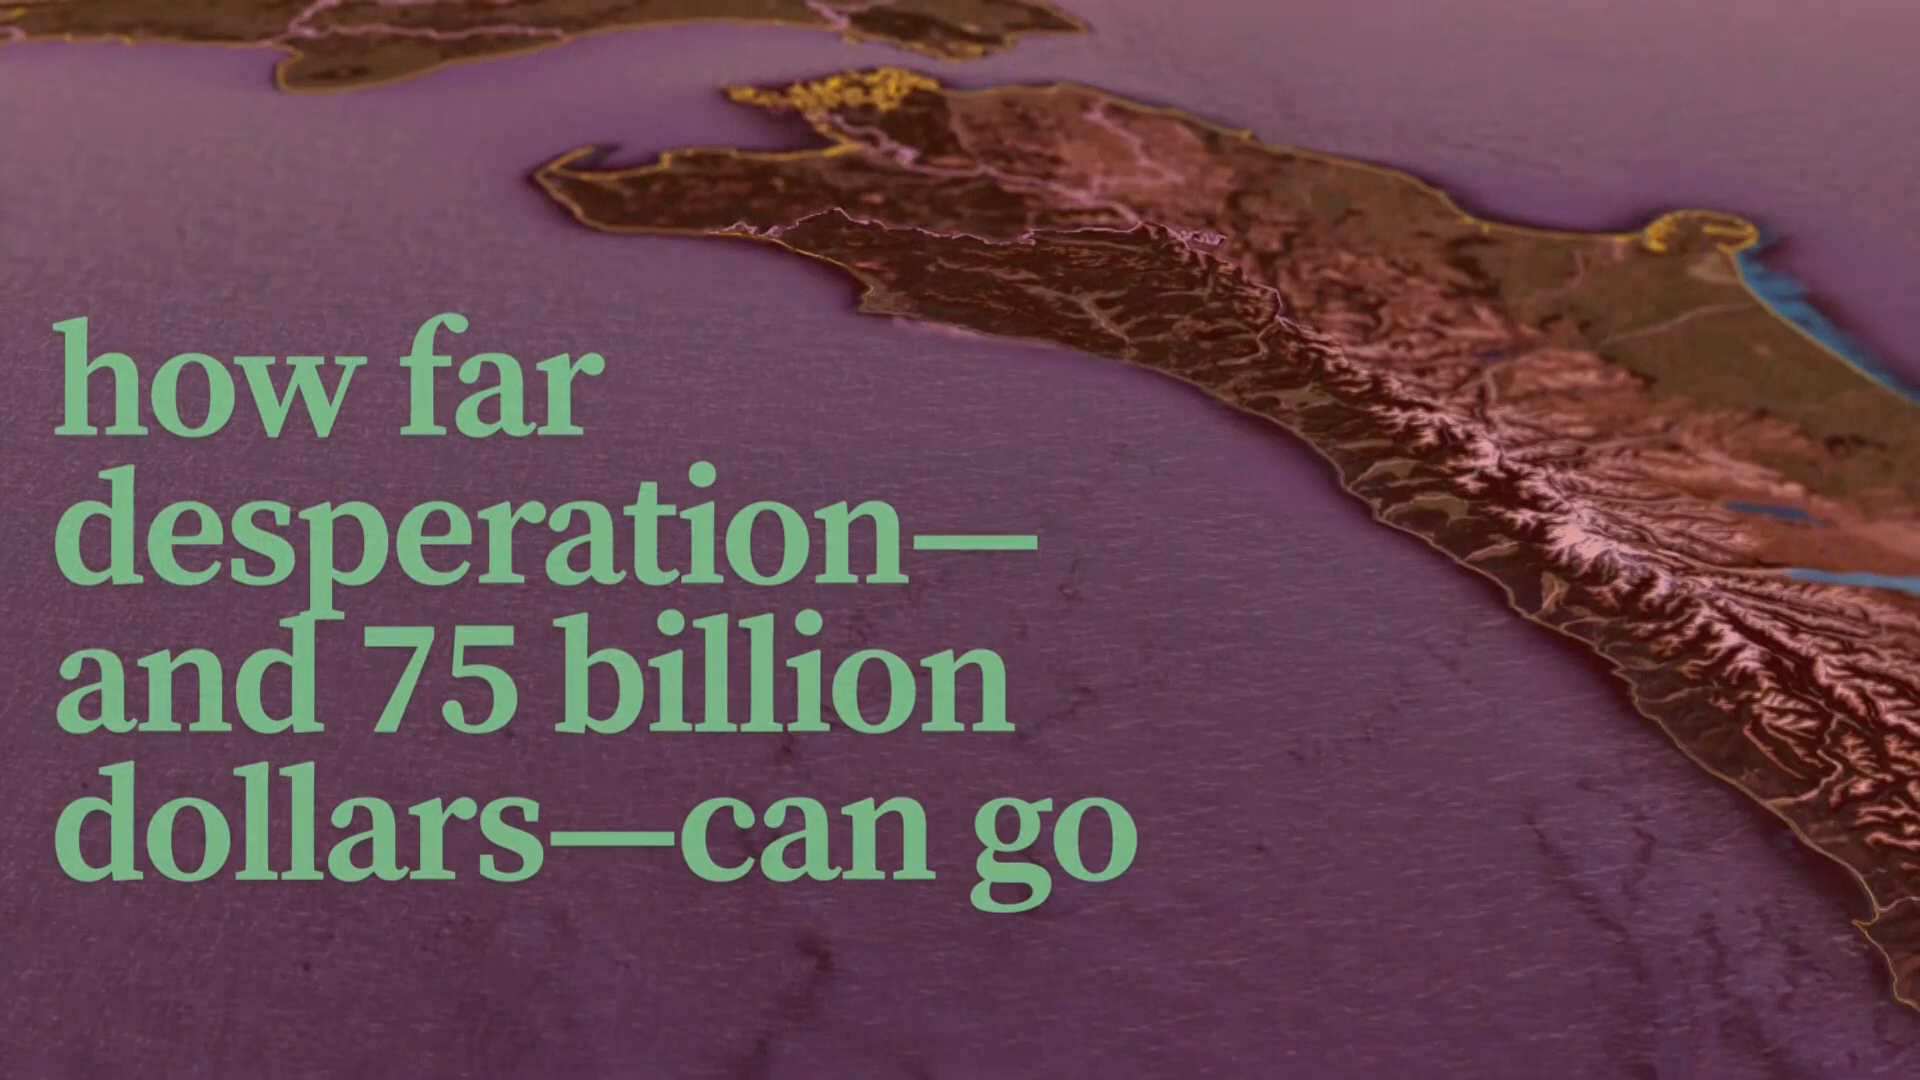 how far
desperation—
and 75 billion
dollars—can go